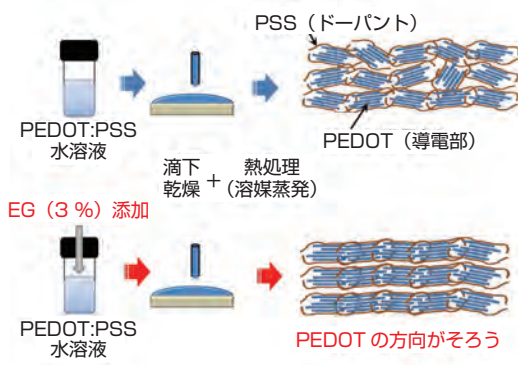 PSS（ドーパント）
PEDOT:PSS
水溶液
PEDOT（導電部）
滴下
乾燥
+
熱処理
（溶媒蒸発）
EG（3 %）添加
PEDOT:PSS
水溶液
PEDOT の方向がそろう